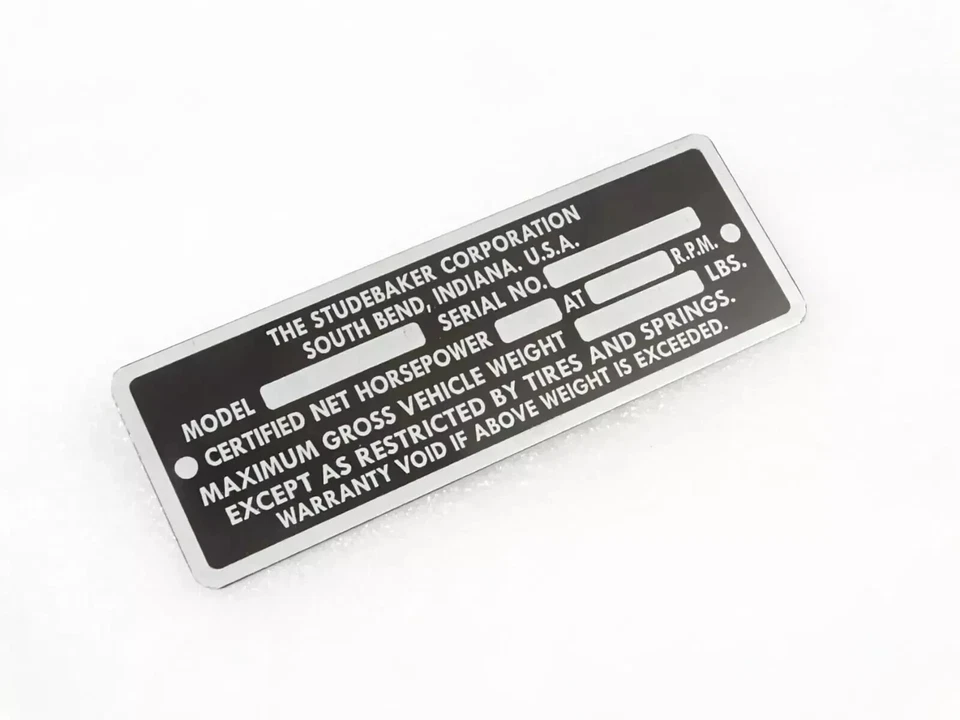 THE STUDEBAKER CORPORATION
SOUTH BEND, INDIANA. U.S.A.
MODEL SERIAL NO.
CERTIFIED NET HORSEPOWER AT R.P.M.
MAXIMUM GROSS VEHICLE WEIGHT LBS.
EXCEPT AS RESTRICTED BY TIRES AND SPRINGS.
WARRANTY VOID IF ABOVE WEIGHT IS EXCEEDED.